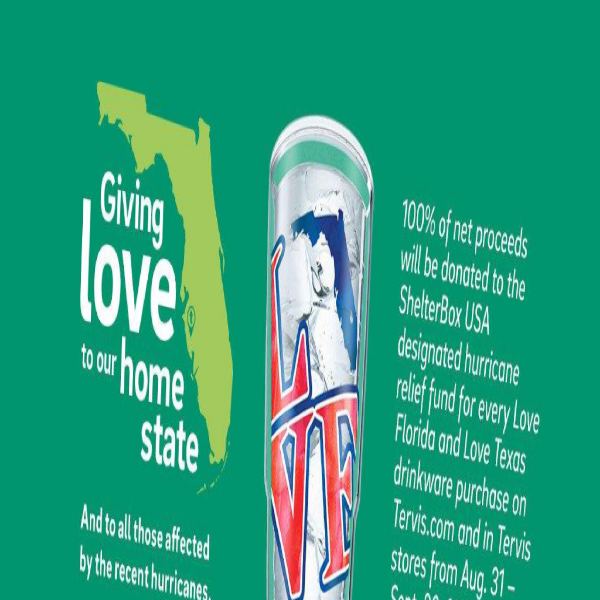 Giving
love
to our home
state
And to all those affected
by the recent hurricanes.
L
VE
100% of net proceeds
will be donated to the
ShelterBox USA
designated hurricane
relief fund for every Love
Florida and Love Texas
drinkware purchase on
Tervis.com and in Tervis
stores from Aug. 31 –
Sept.